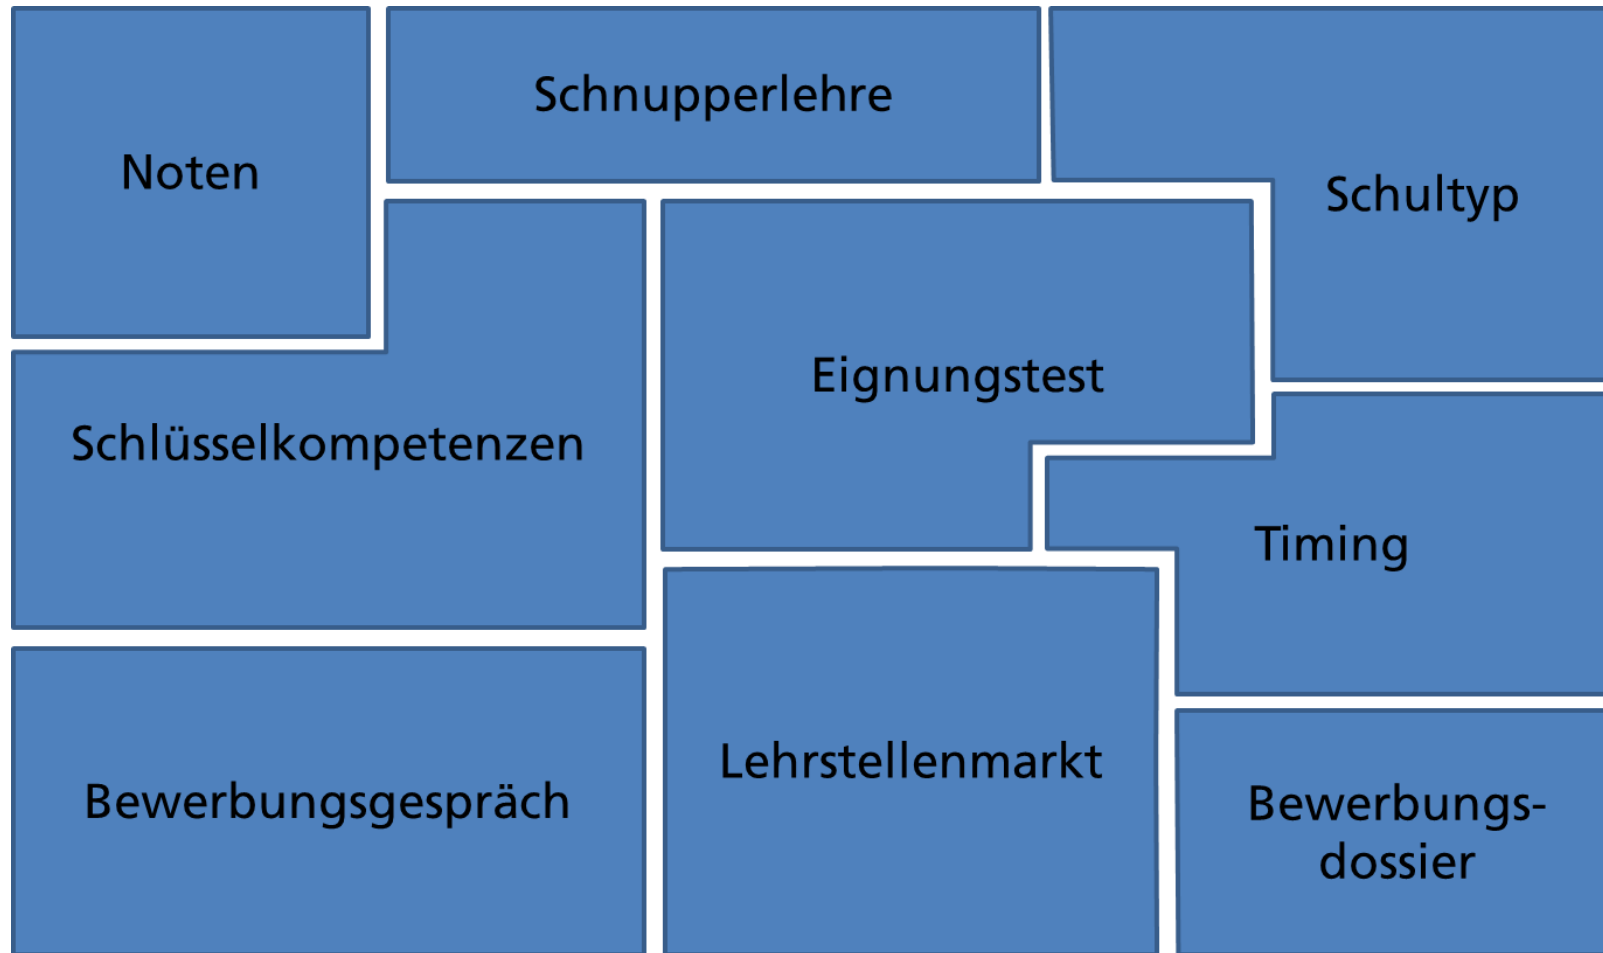 Noten
Schnupperlehre
Schultyp
Schlüsselkompetenzen
Eignungstest
Timing
Bewerbungsgespräch
Lehrstellenmarkt
Bewerbungs-
dossier